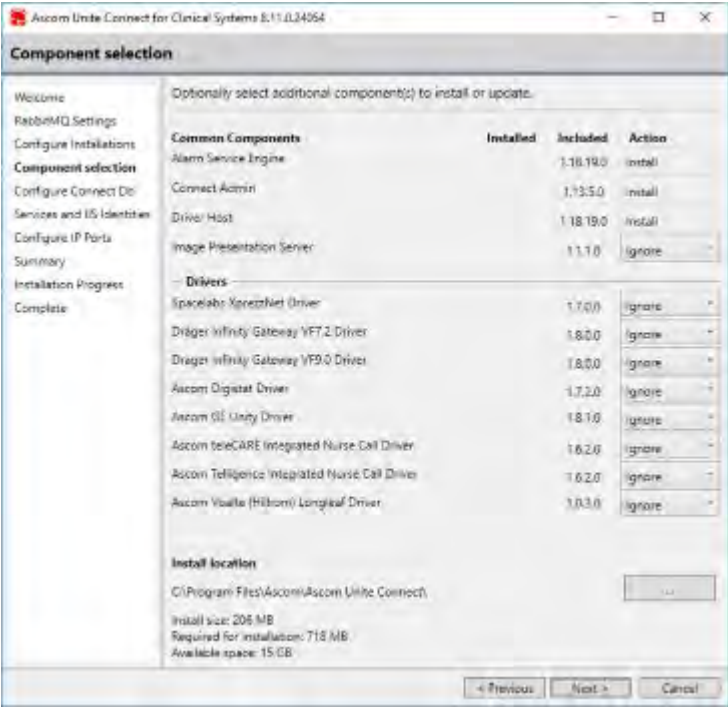 Ascom Unite Connect for Clinical Systems 8.11.0.24064
Component selection
Welcome
RabbitMQ Settings
Configure Installations
Component selection
Configure Connect Db
Services and IIS Identities
Configure IP Ports
Summary
Installation Progress
Complete
Optionally select additional component(s) to install or update.
Common Components Installed Included Action
Alarm Service Engine 1.18.19.0 Install
Connect Admin 1.13.5.0 Install
Driver Host 1.18.19.0 Install
Image Presentation Server 1.1.1.0 Ignore
Drivers
Spacelabs XprezzNet Driver 1.7.0.0 Ignore
Dräger Infinity Gateway VF7.2 Driver 1.8.0.0 Ignore
Dräger Infinity Gateway VF9.0 Driver 1.8.0.0 Ignore
Ascom Digistat Driver 1.7.2.0 Ignore
Ascom GE Unity Driver 1.8.1.0 Ignore
Ascom teleCARE Integrated Nurse Call Driver 1.6.2.0 Ignore
Ascom Telligence Integrated Nurse Call Driver 1.6.2.0 Ignore
Ascom Voalte (Hillrom) Longleaf Driver 1.0.3.0 Ignore
Install location
C:\Program Files\Ascom\Ascom Unite Connect\
...
Install size: 206 MB
Required for installation: 718 MB
Available space: 15 GB
< Previous Next > Cancel